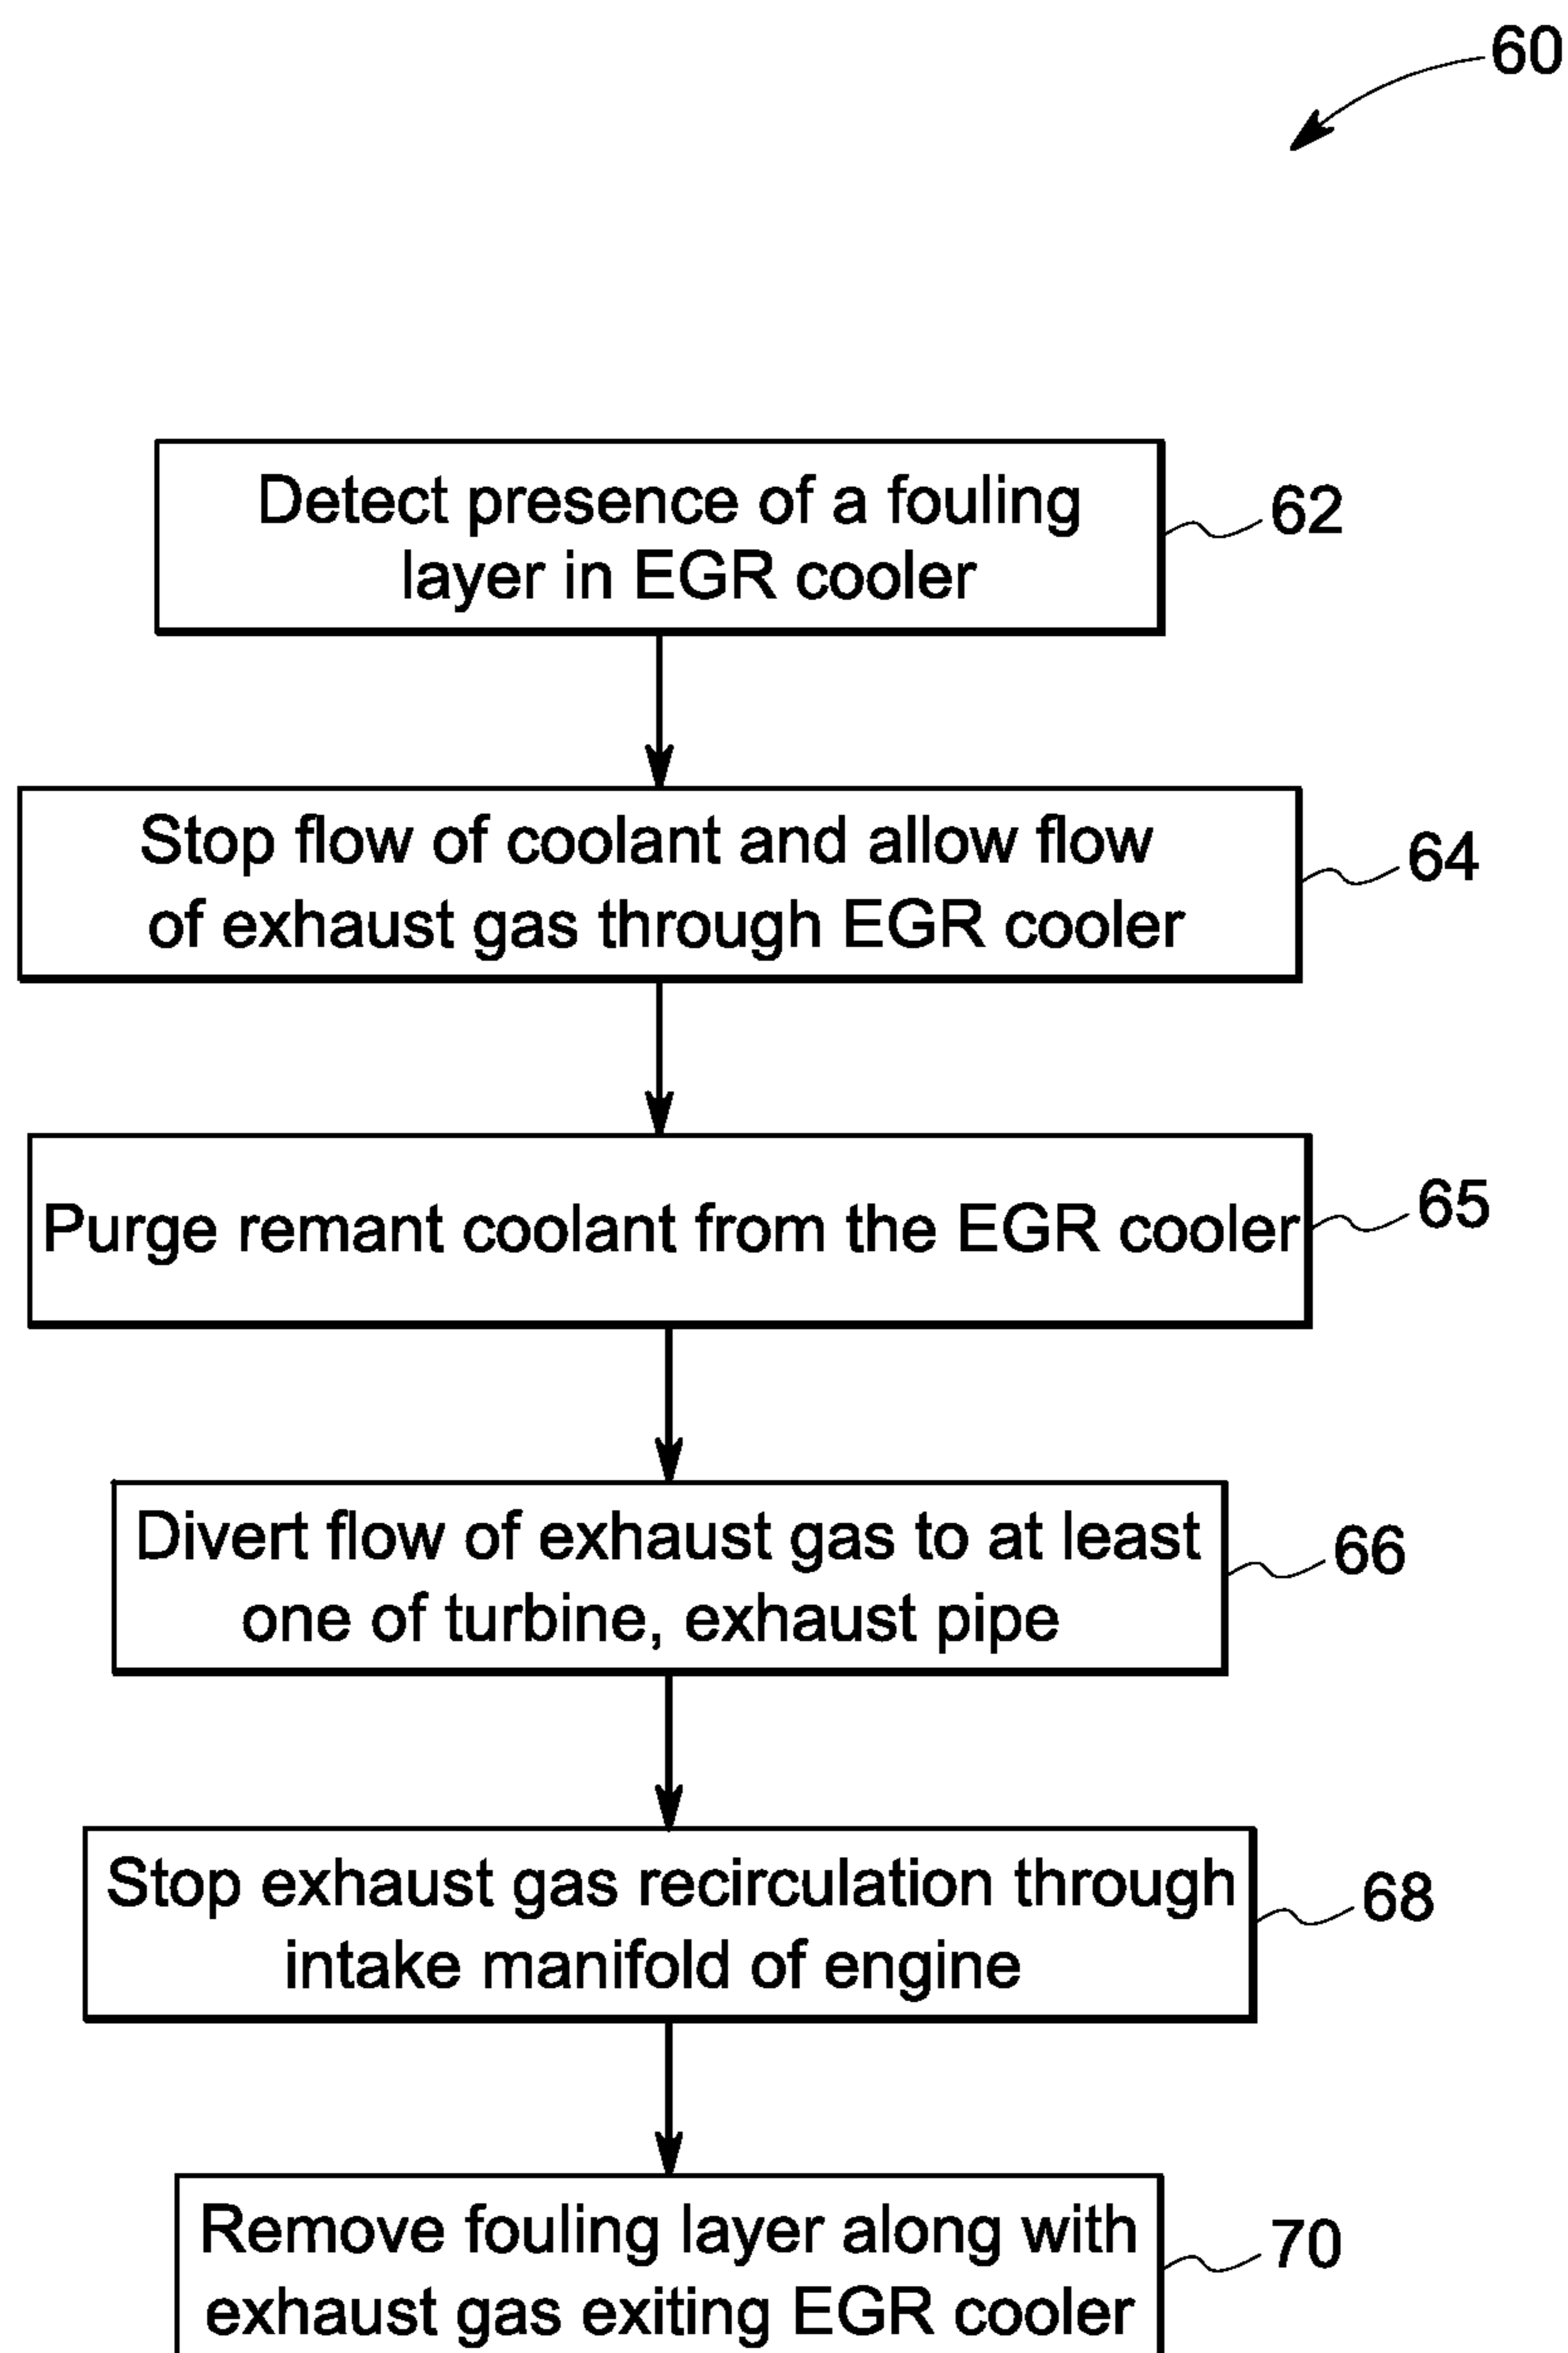 60
Detect presence of a fouling
layer in EGR cooler
62
Stop flow of coolant and allow flow
of exhaust gas through EGR cooler
64
Purge remant coolant from the EGR cooler
65
Divert flow of exhaust gas to at least
one of turbine, exhaust pipe
66
Stop exhaust gas recirculation through
intake manifold of engine
68
Remove fouling layer along with
exhaust gas exiting EGR cooler
70